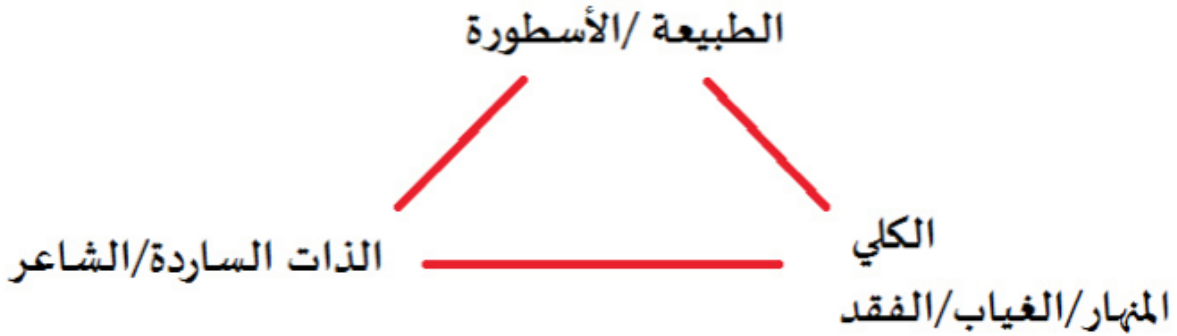 الطبيعة /الأسطورة
الكلي
الذات الساردة/الشاعر
المنهار/الغياب/الفقد